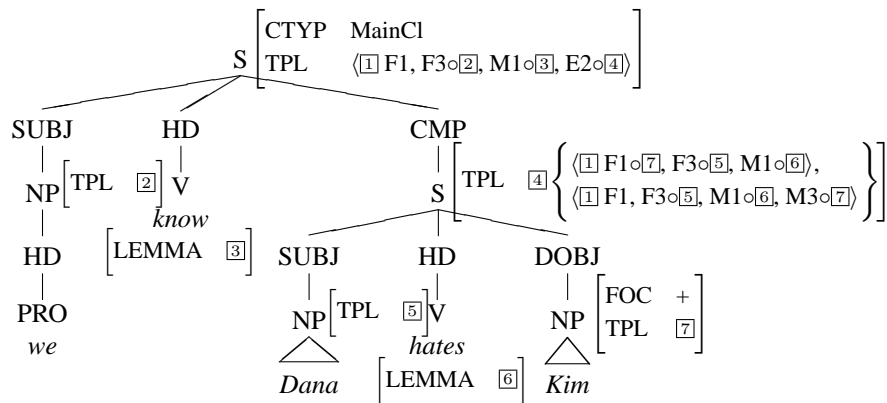 CTYP MainCl
S TPL ⟨1 F1, F3∘2, M1∘3, E2∘4⟩
SUBJ HD CMP
NP [TPL 2] V S [TPL 4 {⟨1 F1∘7, F3∘5, M1∘6⟩,
⟨1 F1, F3∘5, M1∘6, M3∘7⟩}]
know
HD [LEMMA 3] SUBJ HD DOBJ
PRO NP [TPL 5] V NP [FOC +
TPL 7]
we hates
Dana [LEMMA 6] Kim